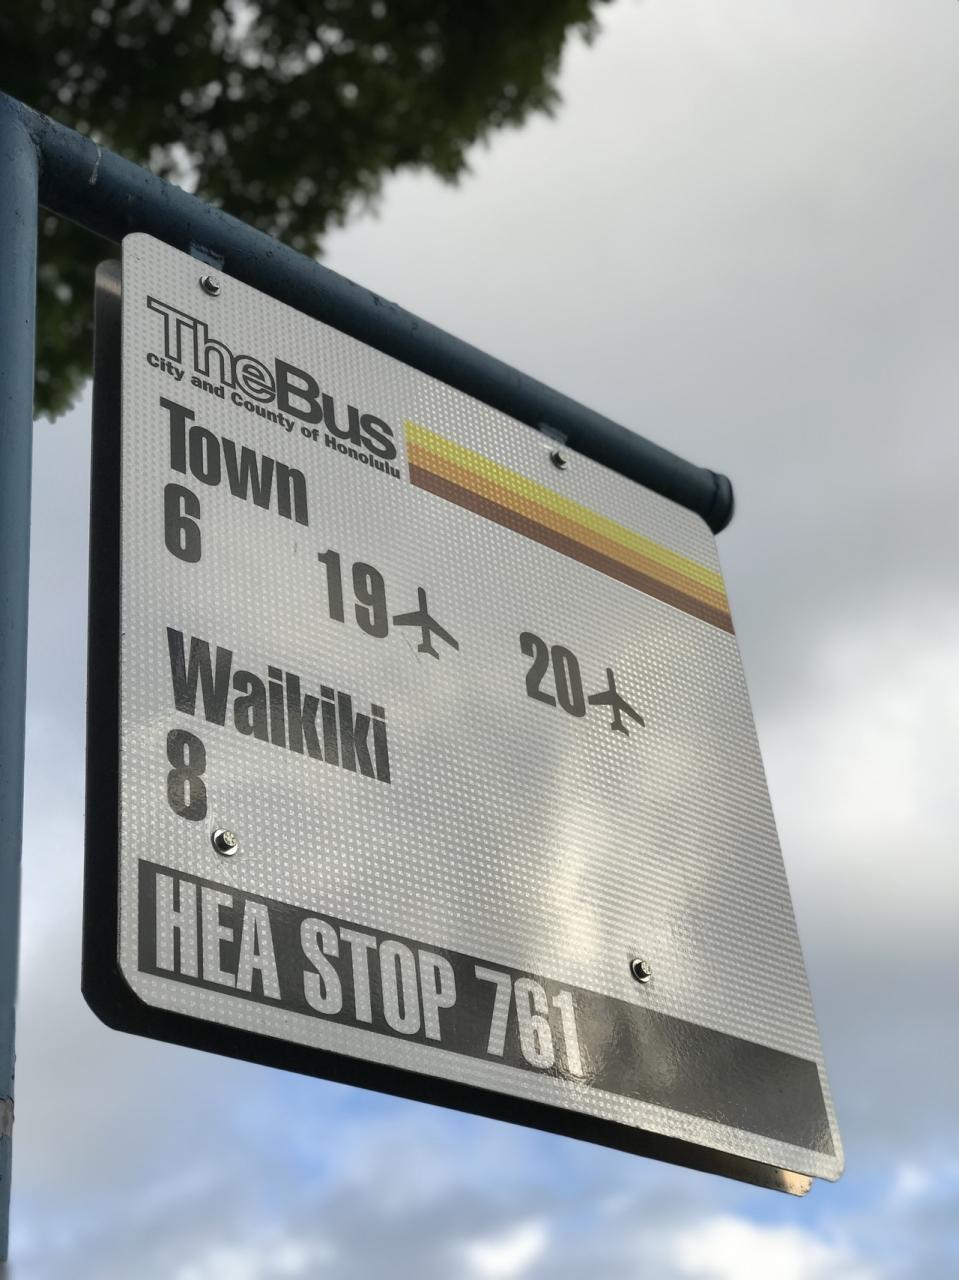 TheBus
City and County of Honolulu
Town
6 19 20
Waikiki
8
HEA STOP 761